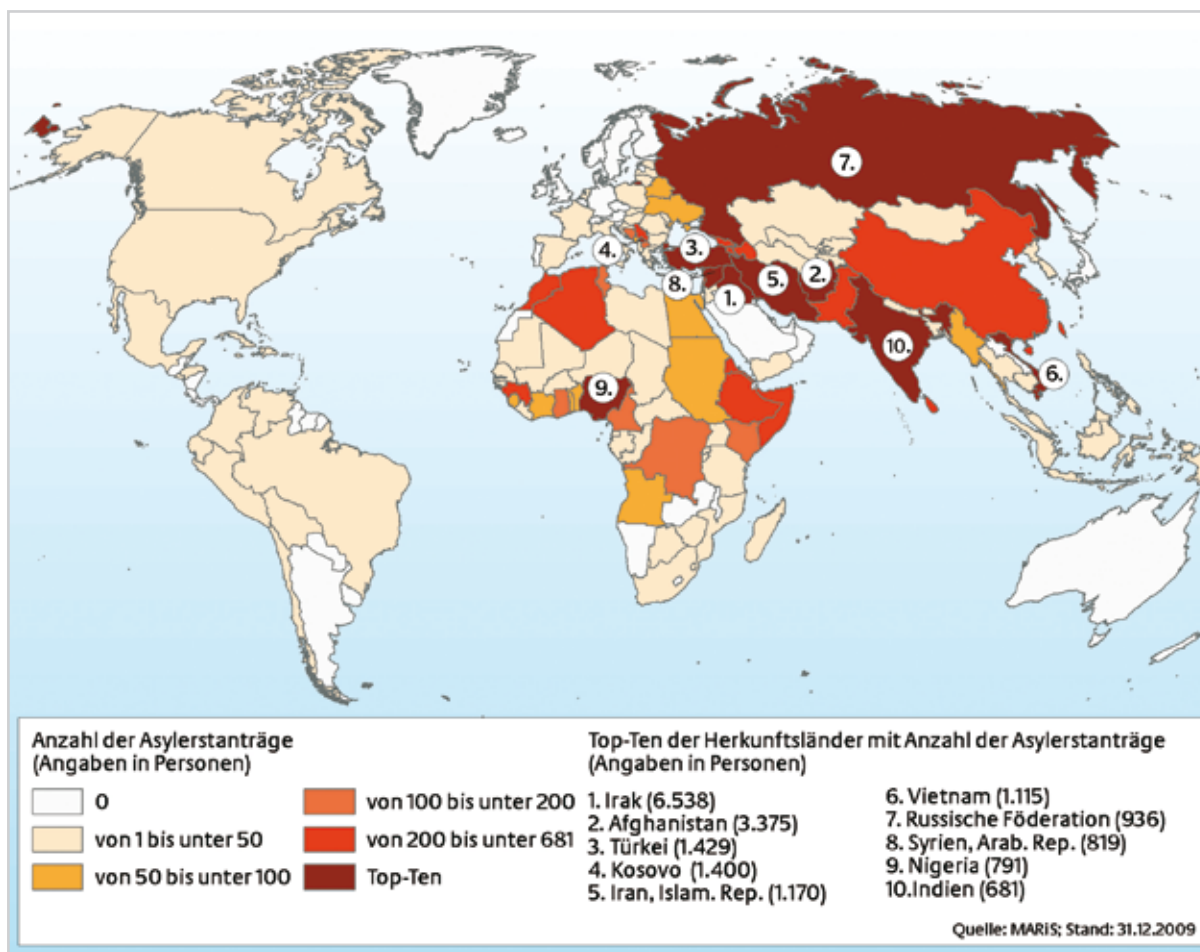 7.
4.
3.
8.
1.
5.
2.
10.
6.
9.
Anzahl der Asylerstanträge
(Angaben in Personen)
0
von 1 bis unter 50
von 50 bis unter 100
von 100 bis unter 200
von 200 bis unter 681
Top-Ten
Top-Ten der Herkunftsländer mit Anzahl der Asylerstanträge
(Angaben in Personen)
1. Irak (6.538)
2. Afghanistan (3.375)
3. Türkei (1.429)
4. Kosovo (1.400)
5. Iran, Islam. Rep. (1.170)
6. Vietnam (1.115)
7. Russische Föderation (936)
8. Syrien, Arab. Rep. (819)
9. Nigeria (791)
10.Indien (681)
Quelle: MARiS; Stand: 31.12.2009